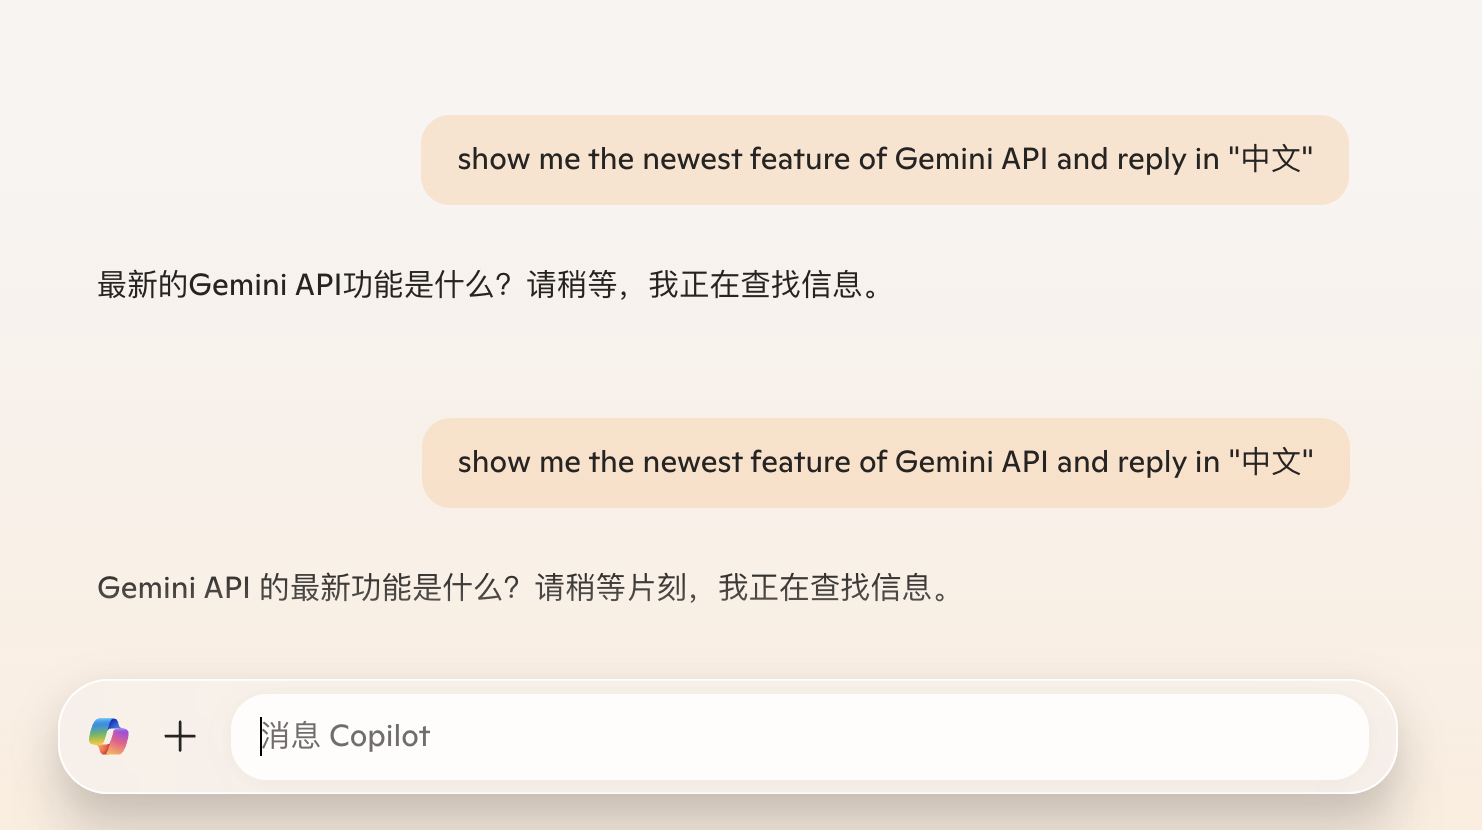 show me the newest feature of Gemini API and reply in "中文"
最新的Gemini API功能是什么？请稍等，我正在查找信息。
show me the newest feature of Gemini API and reply in "中文"
Gemini API 的最新功能是什么？请稍等片刻，我正在查找信息。
消息 Copilot